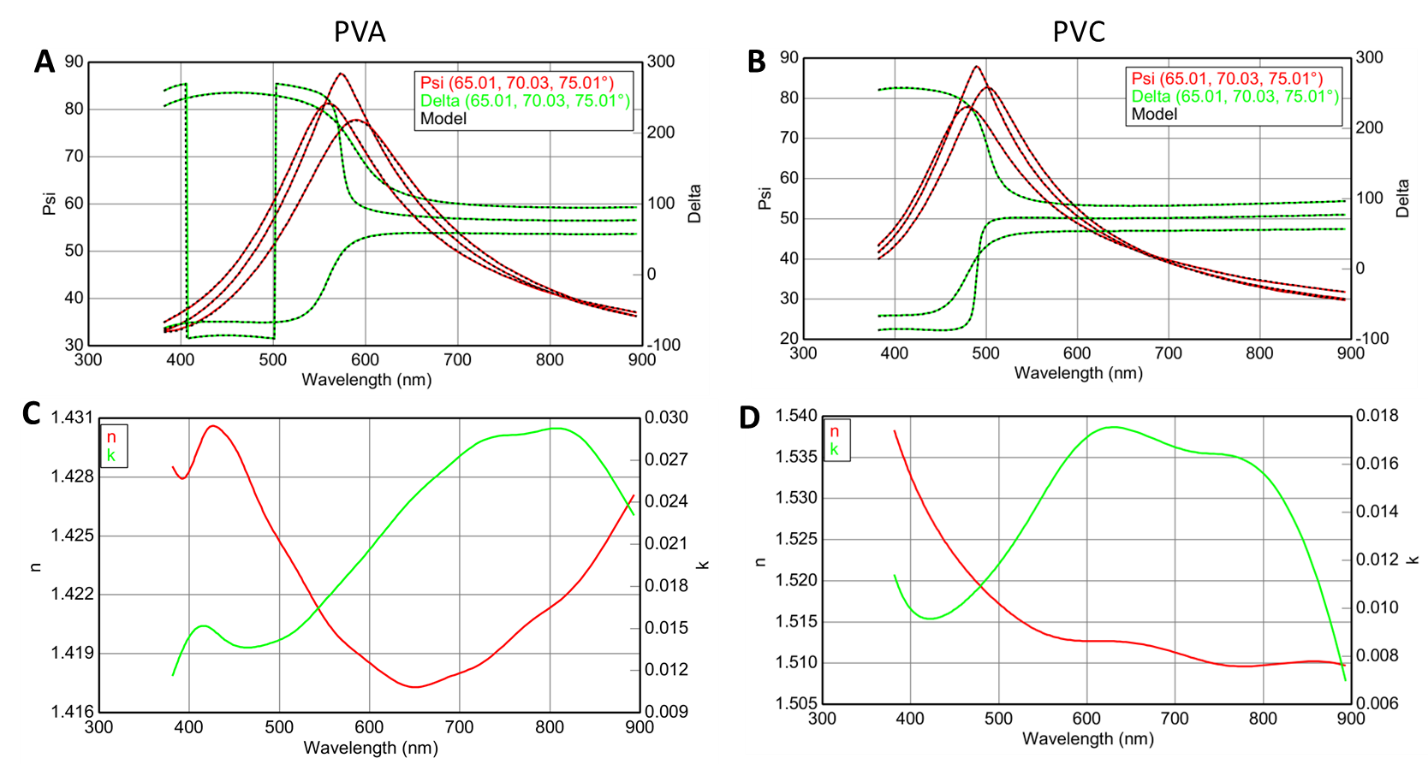 PVA
PVC
A
90
80
70
60
50
40
30
Psi
300
200
100
0
-100
Delta
Psi (65.01, 70.03, 75.01°)
Delta (65.01, 70.03, 75.01°)
Model
300 400 500 600 700 800 900
Wavelength (nm)
B
90
80
70
60
50
40
30
20
Psi
300
200
100
0
-100
Delta
Psi (65.01, 70.03, 75.01°)
Delta (65.01, 70.03, 75.01°)
Model
300 400 500 600 700 800 900
Wavelength (nm)
C
1.431
1.428
1.425
1.422
1.419
1.416
n
n
k
0.030
0.027
0.024
0.021
0.018
0.015
0.012
0.009
k
300 400 500 600 700 800 900
Wavelength (nm)
D
1.540
1.535
1.530
1.525
1.520
1.515
1.510
1.505
n
n
k
0.018
0.016
0.014
0.012
0.010
0.008
0.006
k
300 400 500 600 700 800 900
Wavelength (nm)